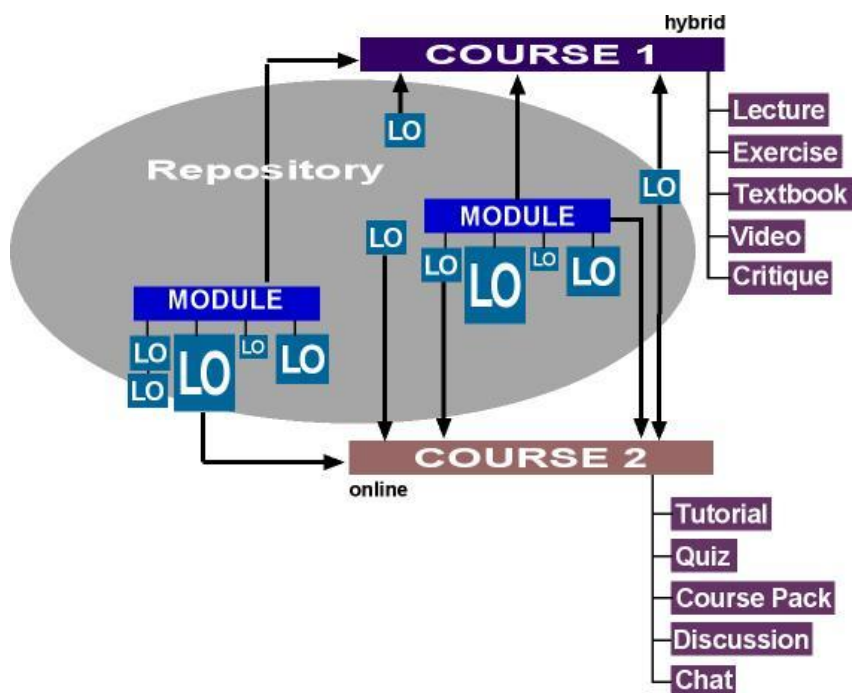 hybrid
COURSE 1
LO
Lecture
Exercise
Textbook
Video
Critique
Repository
LO
MODULE
LO
LO
LO
LO
LO
MODULE
LO
LO
LO
LO
LO
COURSE 2
online
Tutorial
Quiz
Course Pack
Discussion
Chat